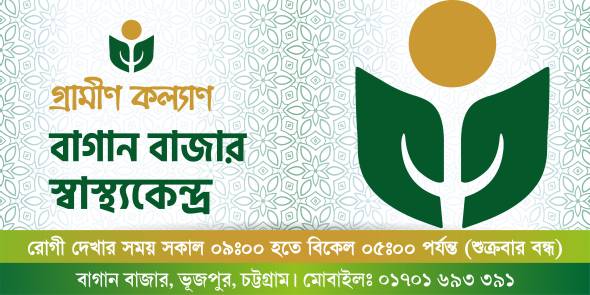 গ্রামীণ কল্যাণ
বাগান বাজার
স্বাস্থ্যকেন্দ্র
রোগী দেখার সময় সকাল ০৯ঃ০০ হতে বিকেল ০৫ঃ০০ পর্যন্ত (শুক্রবার বন্ধ)
বাগান বাজার, ভূজপুর, চট্টগ্রাম। মোবাইলঃ ০১৭০১ ৬৯৩ ৩৯১